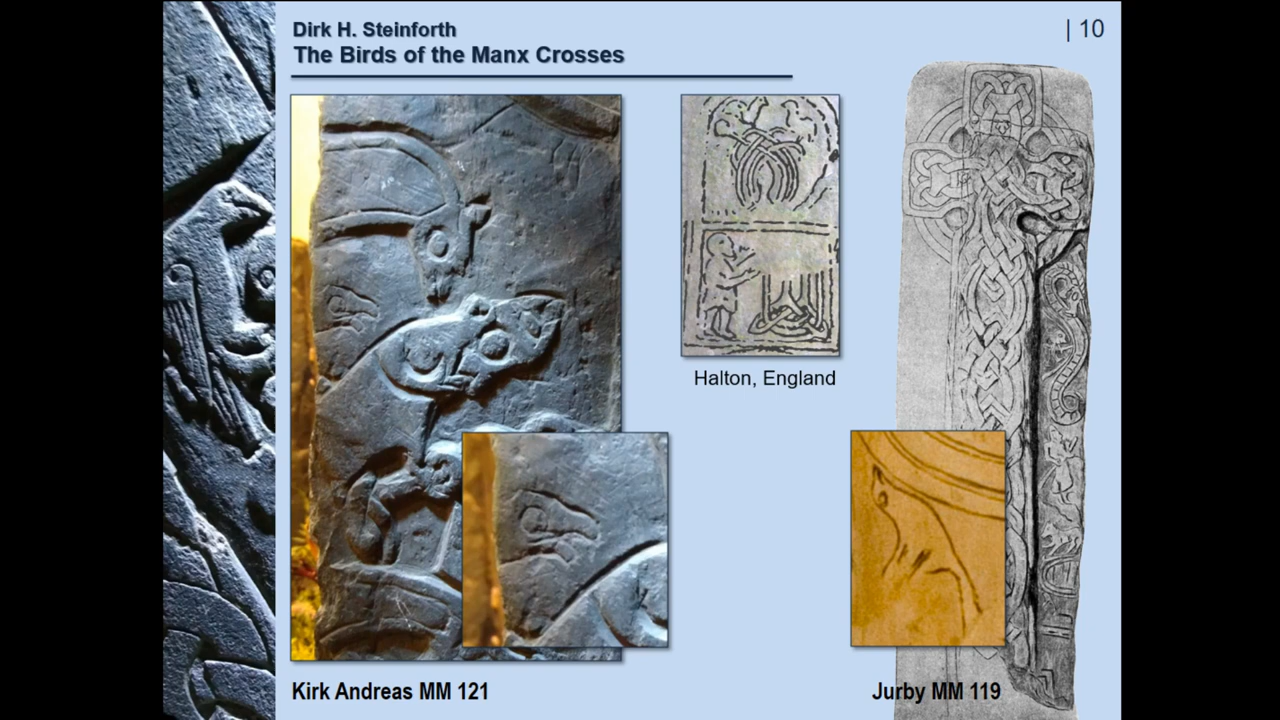 Dirk H. Steinforth
The Birds of the Manx Crosses
| 10
Halton, England
Kirk Andreas MM 121
Jurby MM 119